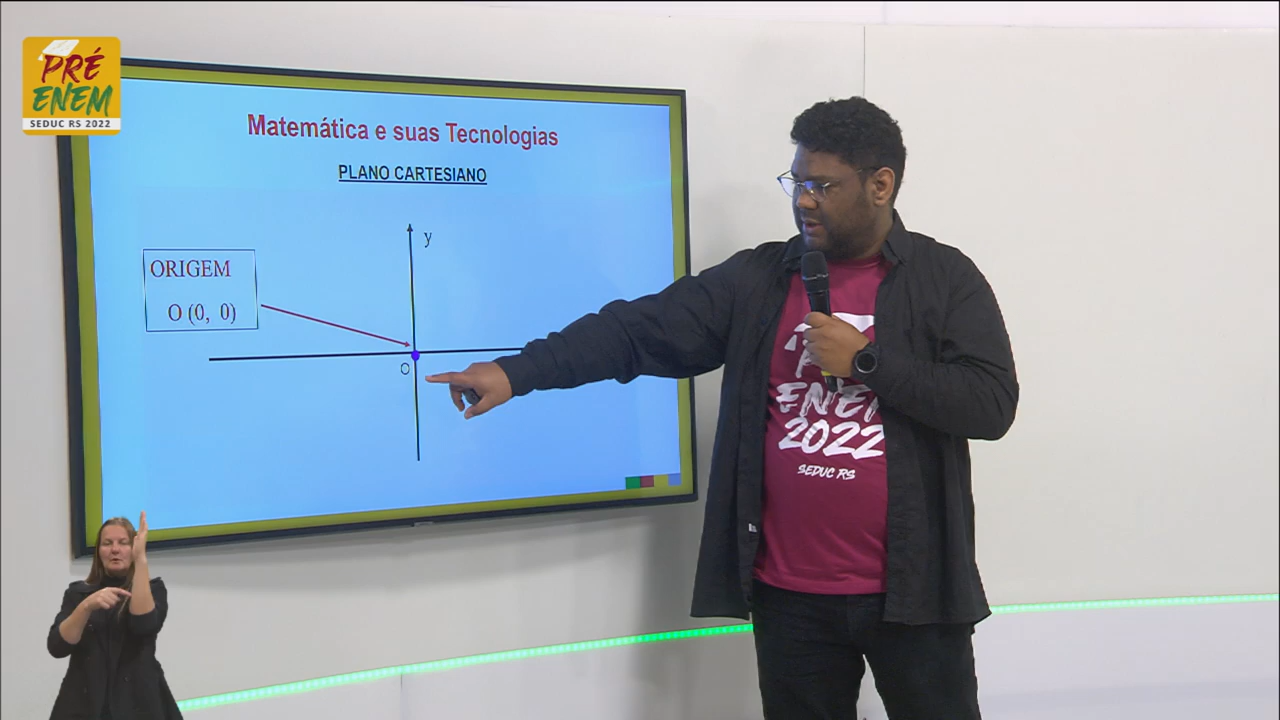 PRÉ
ENEM
SEDUC RS 2022
Matemática e suas Tecnologias
PLANO CARTESIANO
y
ORIGEM
O (0, 0)
O
ENEM
2022
SEDUC RS